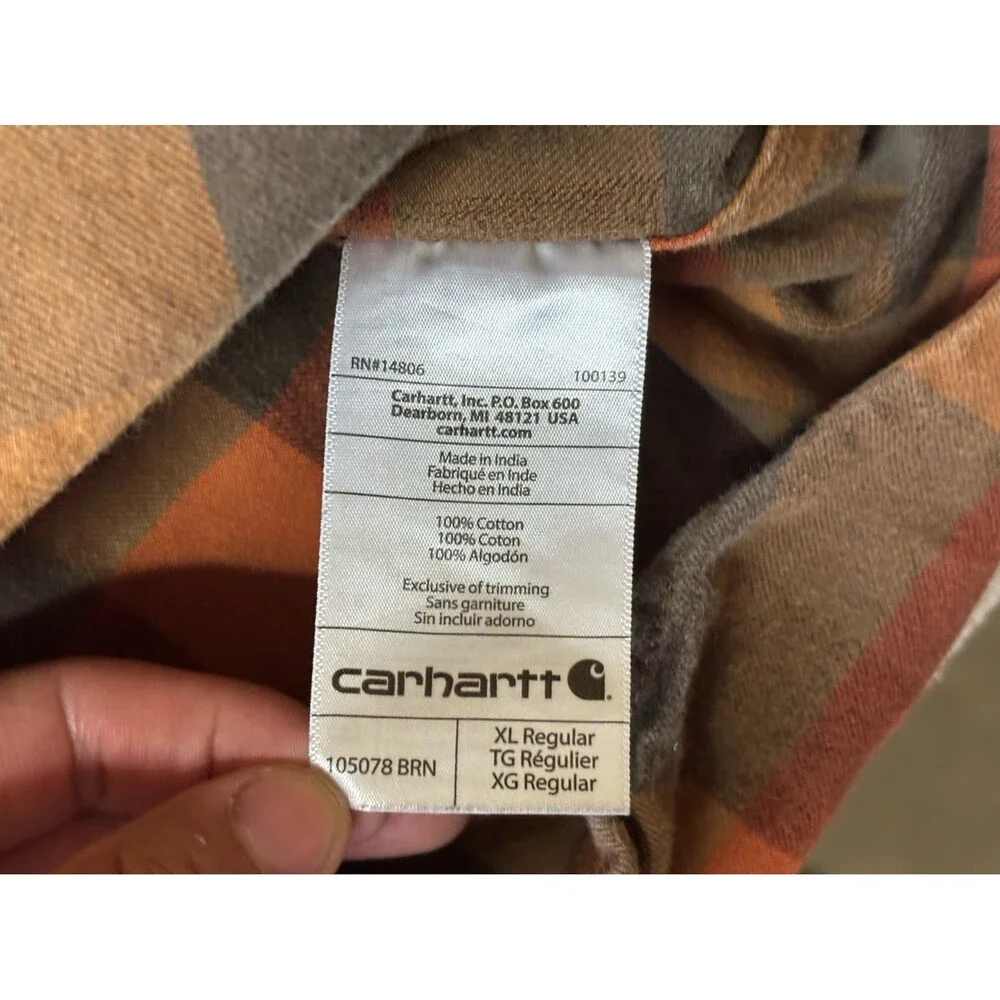 RN#14806 100139
Carhartt, Inc. P.O. Box 600
Dearborn, MI 48121 USA
carhartt.com
Made in India
Fabriqué en Inde
Hecho en India
100% Cotton
100% Coton
100% Algodón
Exclusive of trimming
Sans garniture
Sin incluir adorno
carhartt
105078 BRN
XL Regular
TG Régulier
XG Regular